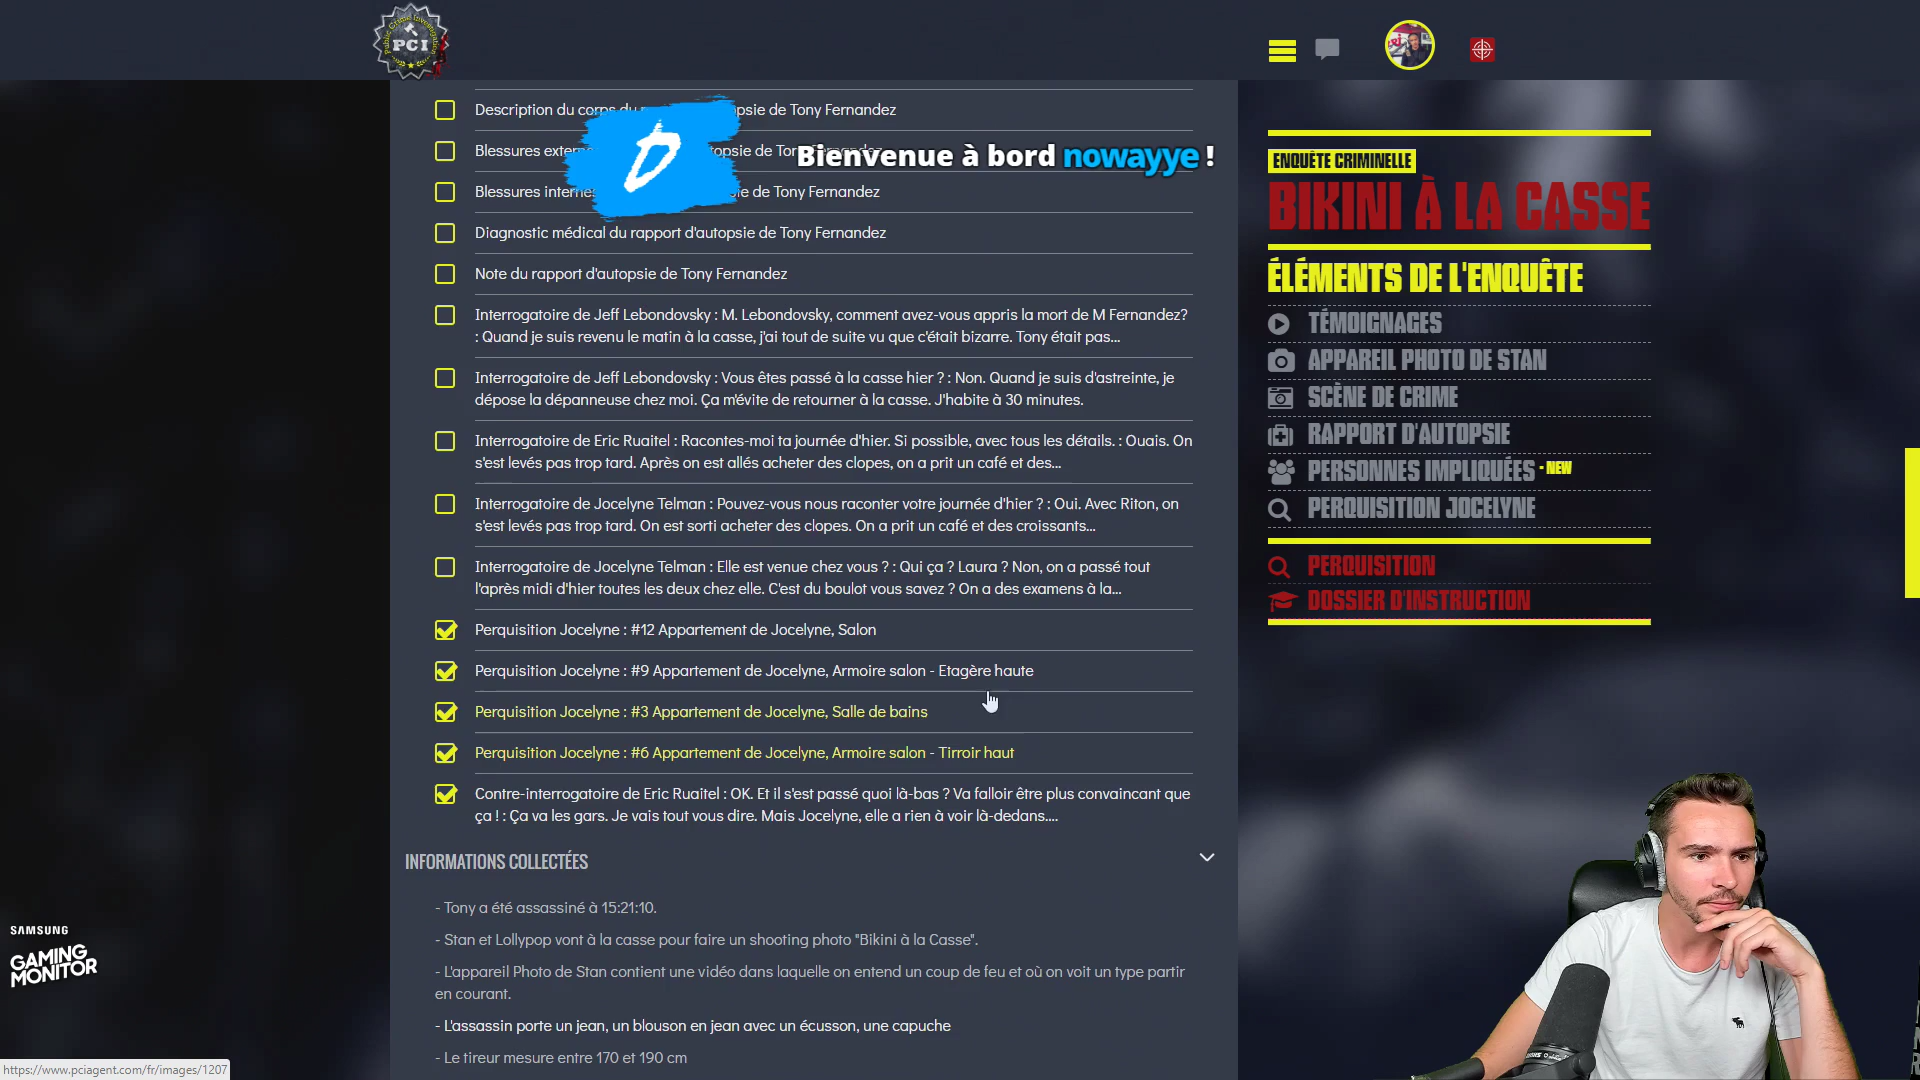 Public Crime Investigation
PCI
Description du corps du
psie de Tony Fernandez
Blessures
opsie de
Bienvenue à bord nowayye !
Blessures
sie de Tony Fernandez
Diagnostic médical du rapport d'autopsie de Tony Fernandez
Note du rapport d'autopsie de Tony Fernandez
Interrogatoire de Jeff Lebondovsky : M. Lebondovsky, comment avez-vous appris la mort de M Fernandez?
: Quand je suis revenu le matin à la casse, j'ai tout de suite vu que c'était bizarre. Tony était pas...
Interrogatoire de Jeff Lebondovsky : Vous êtes passé à la casse hier ? : Non. Quand je suis d'astreinte, je
dépose la dépanneuse chez moi. Ça m'évite de retourner à la casse. J'habite à 30 minutes.
Interrogatoire de Eric Ruaitel : Racontes-moi ta journée d'hier. Si possible, avec tous les détails. : Ouais. On
s'est levés pas trop tard. Après on est allés acheter des clopes, on a prit un café et des...
Interrogatoire de Jocelyne Telman : Pouvez-vous nous raconter votre journée d'hier ? : Oui. Avec Riton, on
s'est levés pas trop tard. On est sorti acheter des clopes. On a prit un café et des croissants...
Interrogatoire de Jocelyne Telman : Elle est venue chez vous ? : Qui ça ? Laura ? Non, on a passé tout
l'après midi d'hier toutes les deux chez elle. C'est du boulot vous savez ? On a des examens à la...
Perquisition Jocelyne : #12 Appartement de Jocelyne, Salon
Perquisition Jocelyne : #9 Appartement de Jocelyne, Armoire salon - Etagère haute
Perquisition Jocelyne : #3 Appartement de Jocelyne, Salle de bains
Perquisition Jocelyne : #6 Appartement de Jocelyne, Armoire salon - Tirroir haut
Contre-interrogatoire de Eric Ruaitel : OK. Et il s'est passé quoi là-bas ? Va falloir être plus convaincant que
ça ! : Ça va les gars. Je vais tout vous dire. Mais Jocelyne, elle a rien à voir là-dedans....
INFORMATIONS COLLECTÉES
- Tony a été assassiné à 15:21:10.
- Stan et Lollypop vont à la casse pour faire un shooting photo "Bikini à la Casse".
- L'appareil Photo de Stan contient une vidéo dans laquelle on entend un coup de feu et où on voit un type partir
en courant.
- L'assassin porte un jean, un blouson en jean avec un écusson, une capuche
- Le tireur mesure entre 170 et 190 cm
ENQUÊTE CRIMINELLE
BIKINI À LA CASSE
ÉLÉMENTS DE L'ENQUÊTE
TÉMOIGNAGES
APPAREIL PHOTO DE STAN
SCÈNE DE CRIME
RAPPORT D'AUTOPSIE
PERSONNES IMPLIQUÉES - NEW
PERQUISITION JOCELYNE
PERQUISITION
DOSSIER D'INSTRUCTION
SAMSUNG
GAMING
MONITOR
https://www.pciagent.com/fr/images/1207